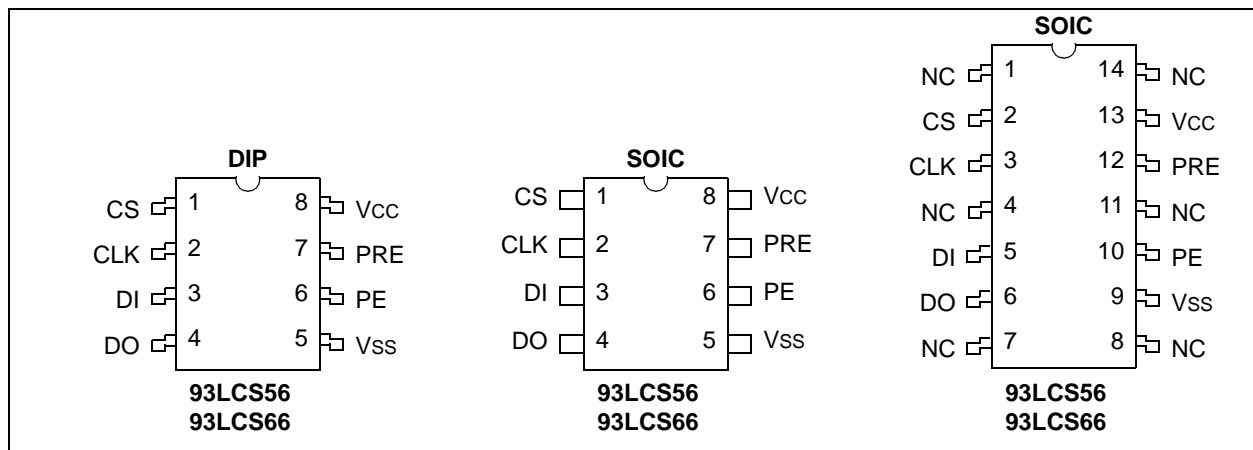 DIP
CS 1 8 VCC
CLK 2 7 PRE
DI 3 6 PE
DO 4 5 VSS
93LCS56
93LCS66
SOIC
CS 1 8 VCC
CLK 2 7 PRE
DI 3 6 PE
DO 4 5 VSS
93LCS56
93LCS66
SOIC
NC 1 14 NC
CS 2 13 VCC
CLK 3 12 PRE
NC 4 11 NC
DI 5 10 PE
DO 6 9 VSS
NC 7 8 NC
93LCS56
93LCS66